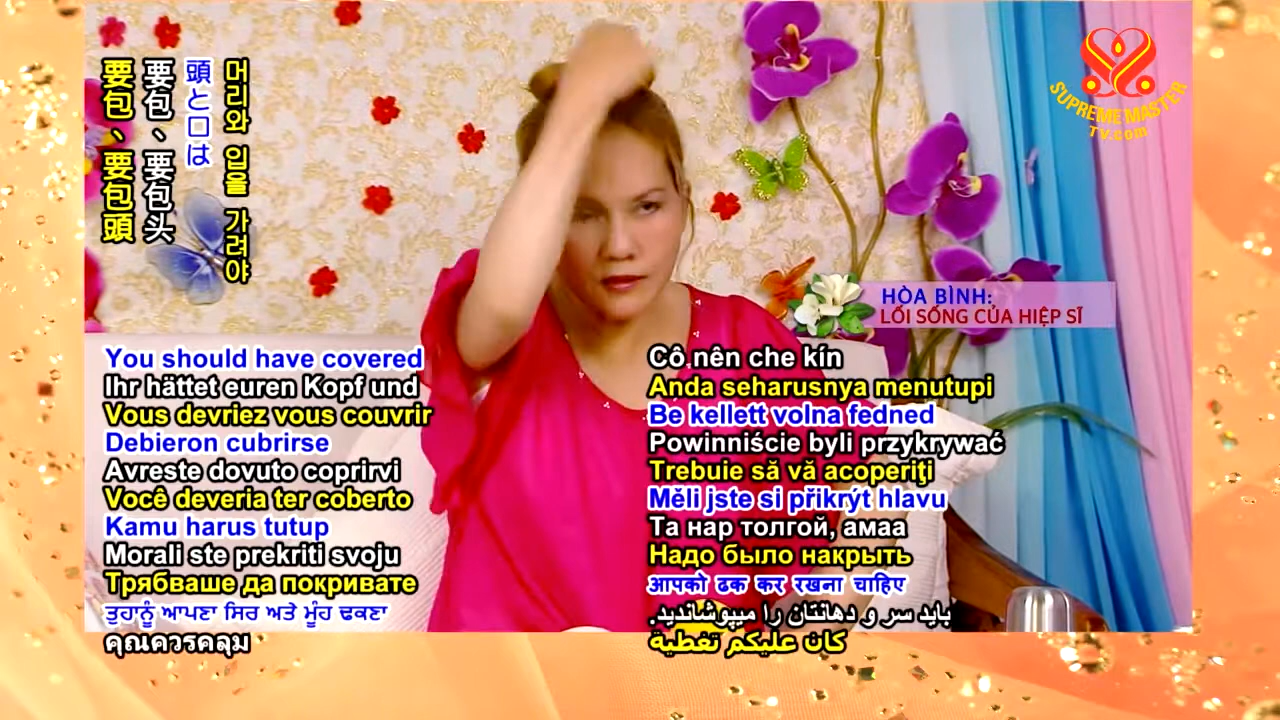 要包、要包頭
要包、要包头
頭と口は
머리와 입을 가려야
SUPREME MASTER
TV.com
HÒA BÌNH:
LỐI SỐNG CỦA HIỆP SĨ
You should have covered
Ihr hättet euren Kopf und
Vous devriez vous couvrir
Debieron cubrirse
Avreste dovuto coprirvi
Você deveria ter coberto
Kamu harus tutup
Morali ste prekriti svoju
Трябваше да покривате
ਤੁਹਾਨੂੰ ਆਪਣਾ ਸਿਰ ਅਤੇ ਮੂੰਹ ਢਕਣਾ
คุณควรคลุม
Cô nên che kín
Anda seharusnya menutupi
Be kellett volna fedned
Powinniście byli przykrywać
Trebuie să vă acoperiţi
Měli jste si přikrýt hlavu
Та нар толгой, амаа
Надо было накрыть
आपको ढक कर रखना चाहिए
باید سر و دهانتان را میپوشاندید.
كان عليكم تغطية